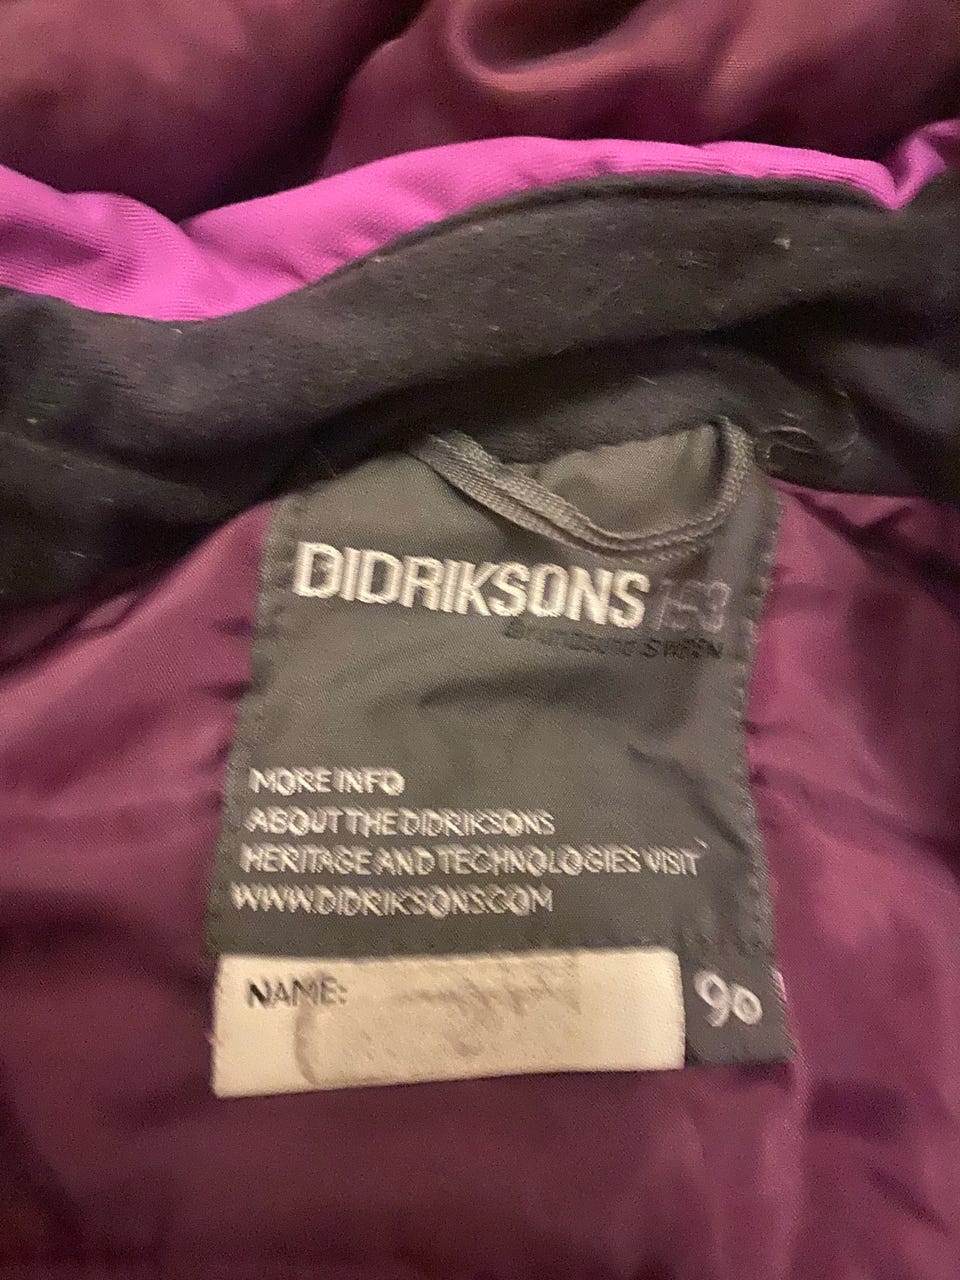 DIDRIKSONS
MORE INFO
ABOUT THE DIDRIKSONS
HERITAGE AND TECHNOLOGIES VISIT
WWW.DIDRIKSONS.COM
NAME:
90